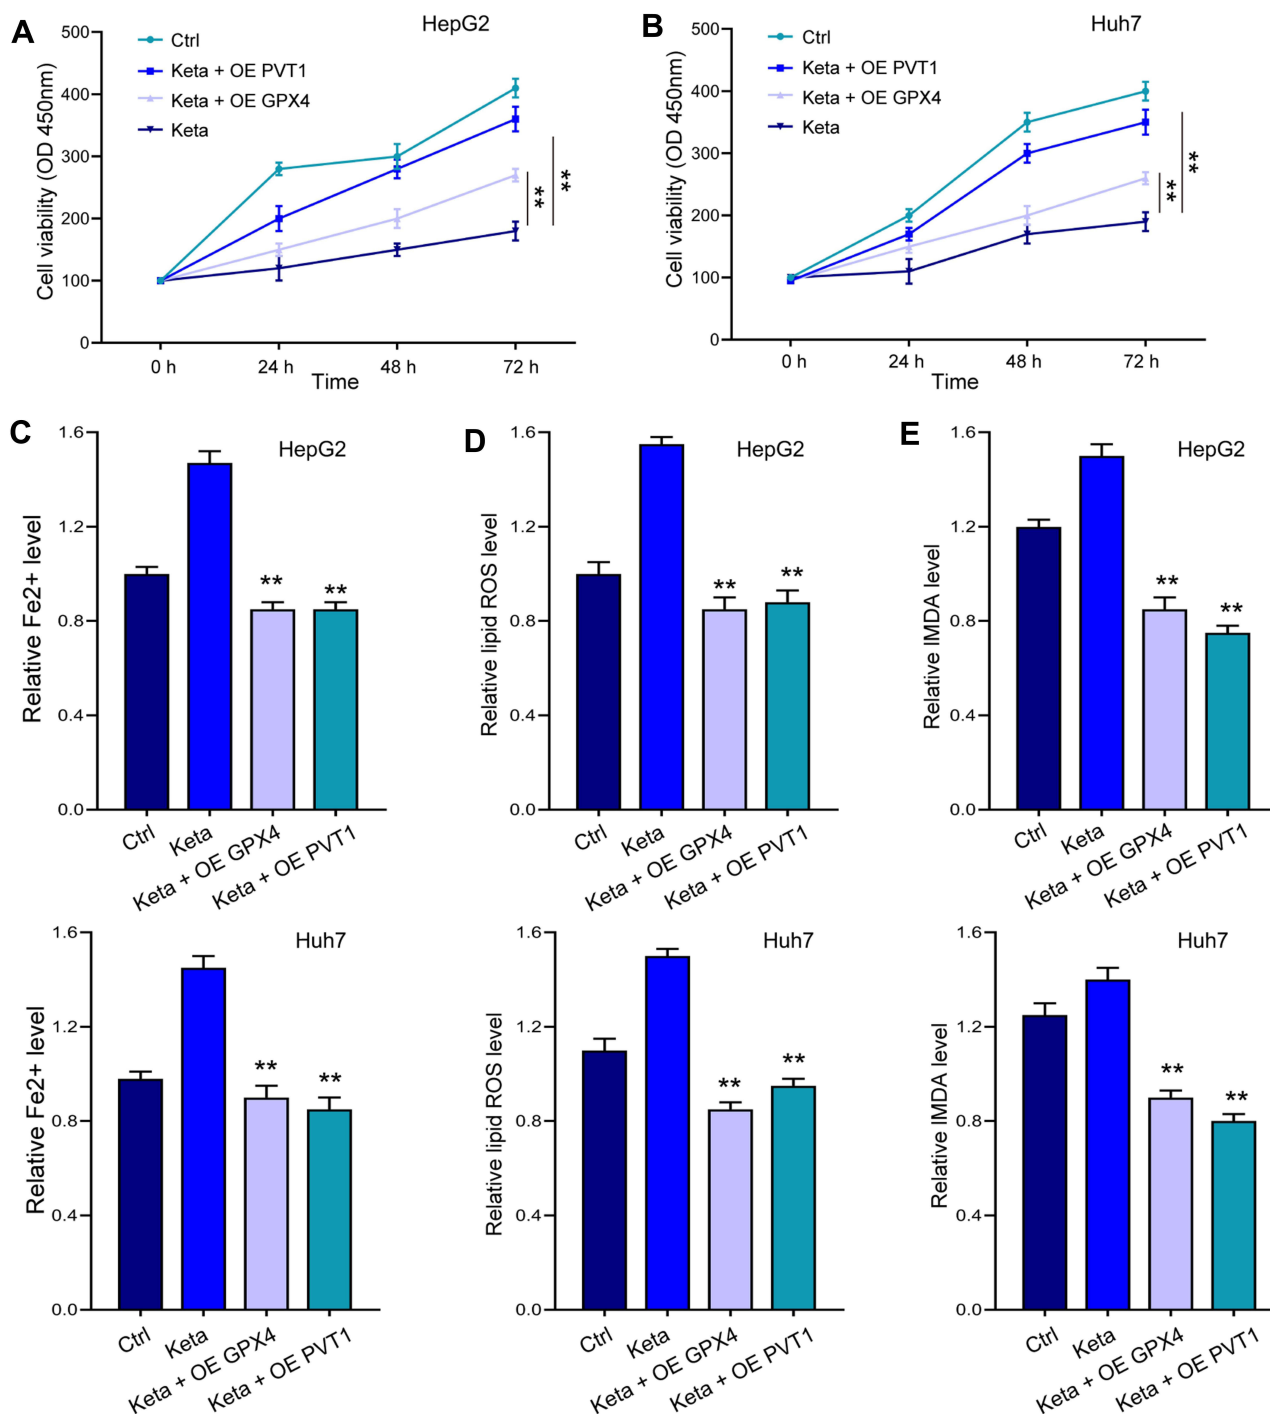 A
HepG2
Ctrl
Keta + OE PVT1
Keta + OE GPX4
Keta
Cell viability (OD 450nm)
500
400
300
200
100
0
**
**
0 h 24 h 48 h 72 h
Time
B
Huh7
Ctrl
Keta + OE PVT1
Keta + OE GPX4
Keta
Cell viability (OD 450nm)
500
400
300
200
100
0
**
**
0 h 24 h 48 h 72 h
Time
C
HepG2
Relative Fe2+ level
1.6
1.2
0.8
0.4
0.0
** **
Ctrl
Keta
Keta + OE GPX4
Keta + OE PVT1
D
HepG2
Relative lipid ROS level
1.6
1.2
0.8
0.4
0.0
** **
Ctrl
Keta
Keta + OE GPX4
Keta + OE PVT1
E
HepG2
Relative lMDA level
1.6
1.2
0.8
0.4
0.0
** **
Ctrl
Keta
Keta + OE GPX4
Keta + OE PVT1
Huh7
Relative Fe2+ level
1.6
1.2
0.8
0.4
0.0
** **
Ctrl
Keta
Keta + OE GPX4
Keta + OE PVT1
Huh7
Relative lipid ROS level
1.6
1.2
0.8
0.4
0.0
** **
Ctrl
Keta
Keta + OE GPX4
Keta + OE PVT1
Huh7
Relative lMDA level
1.6
1.2
0.8
0.4
0.0
** **
Ctrl
Keta
Keta + OE GPX4
Keta + OE PVT1